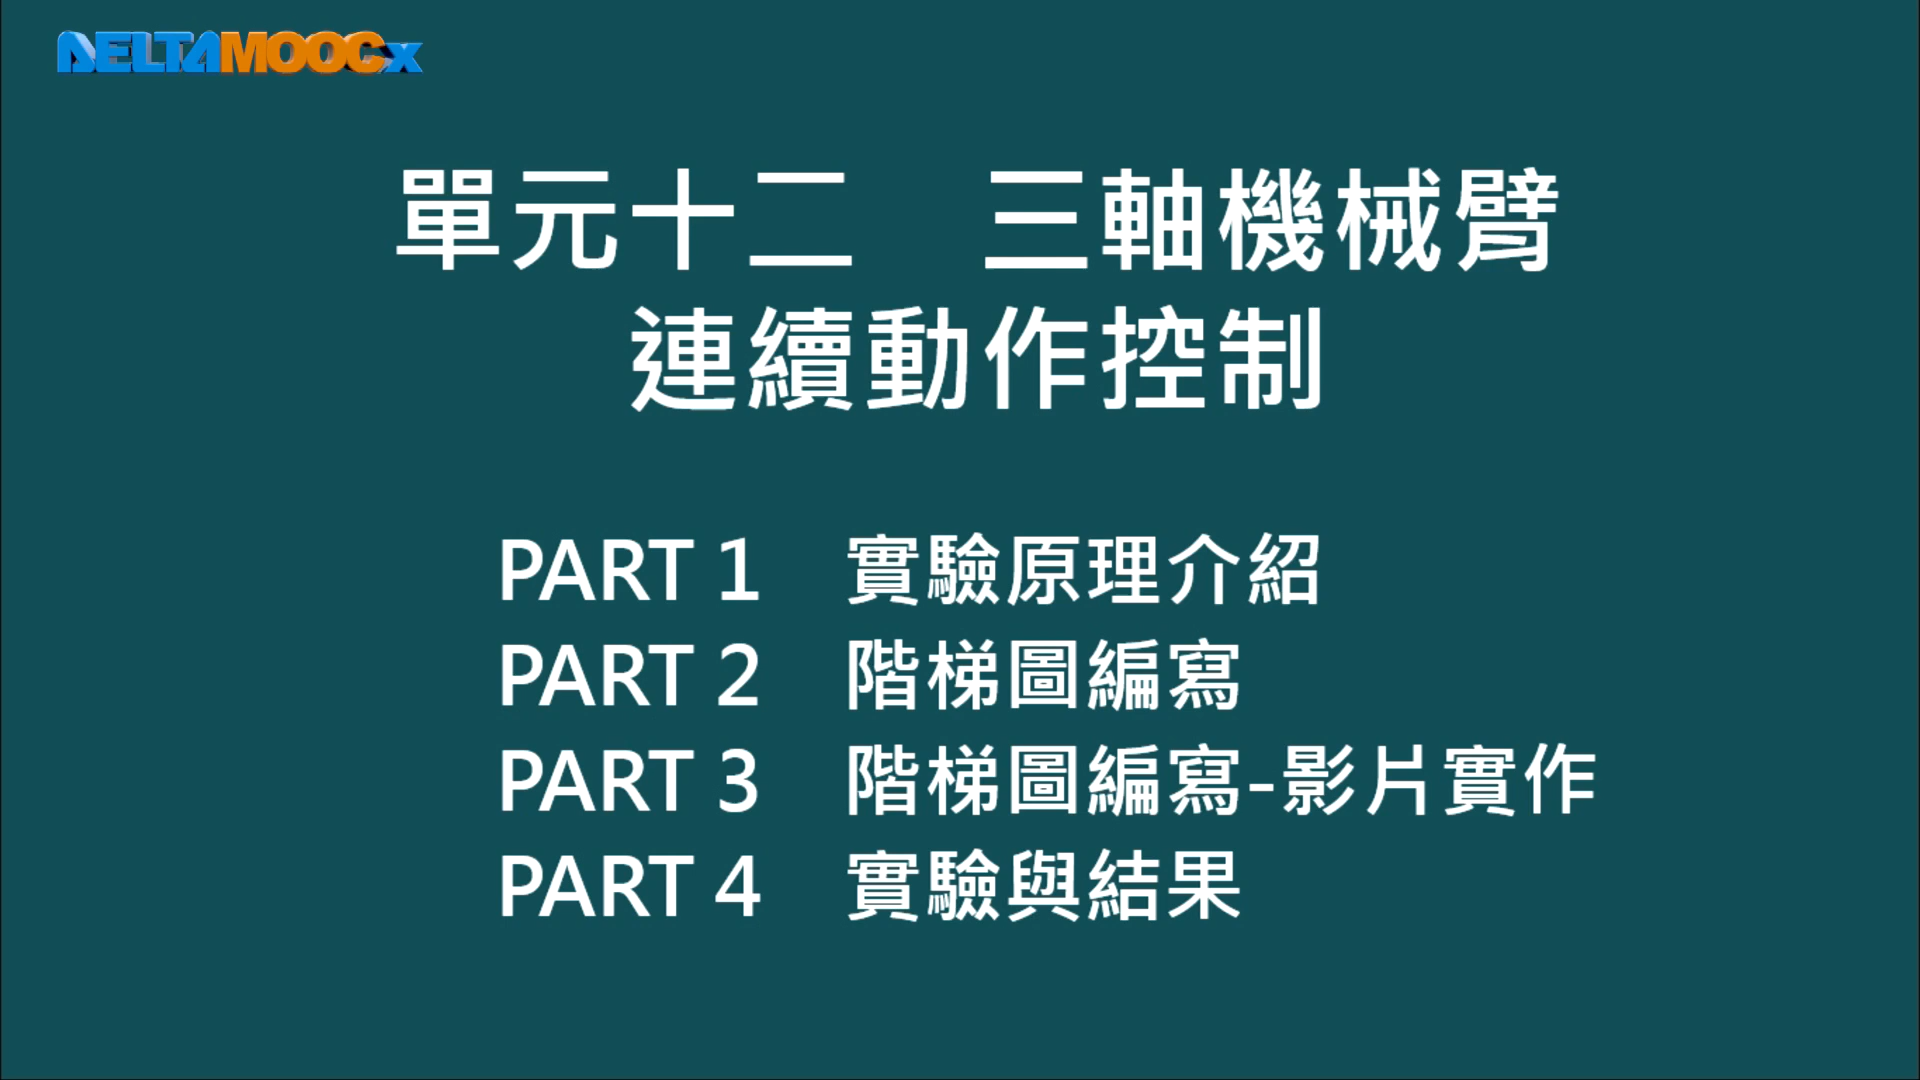 DELTAMOOCx
單元十二　三軸機械臂
連續動作控制
PART 1　實驗原理介紹
PART 2　階梯圖編寫
PART 3　階梯圖編寫-影片實作
PART 4　實驗與結果